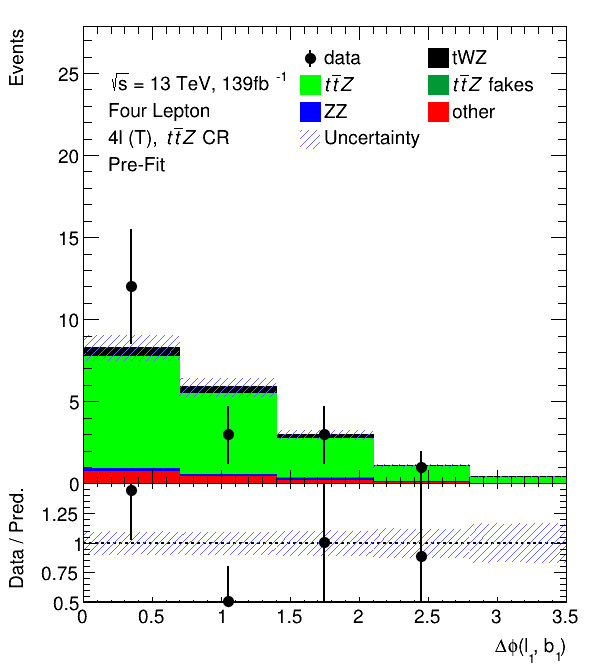 Events
25
20
15
10
5
0
√s = 13 TeV, 139fb⁻¹
Four Lepton
4l (T), tt̄Z CR
Pre-Fit
data
tWZ
tt̄Z
tt̄Z fakes
ZZ
other
Uncertainty
Data / Pred.
1.25
1
0.75
0.5
0 0.5 1 1.5 2 2.5 3 3.5
Δϕ(l₁, b₁)